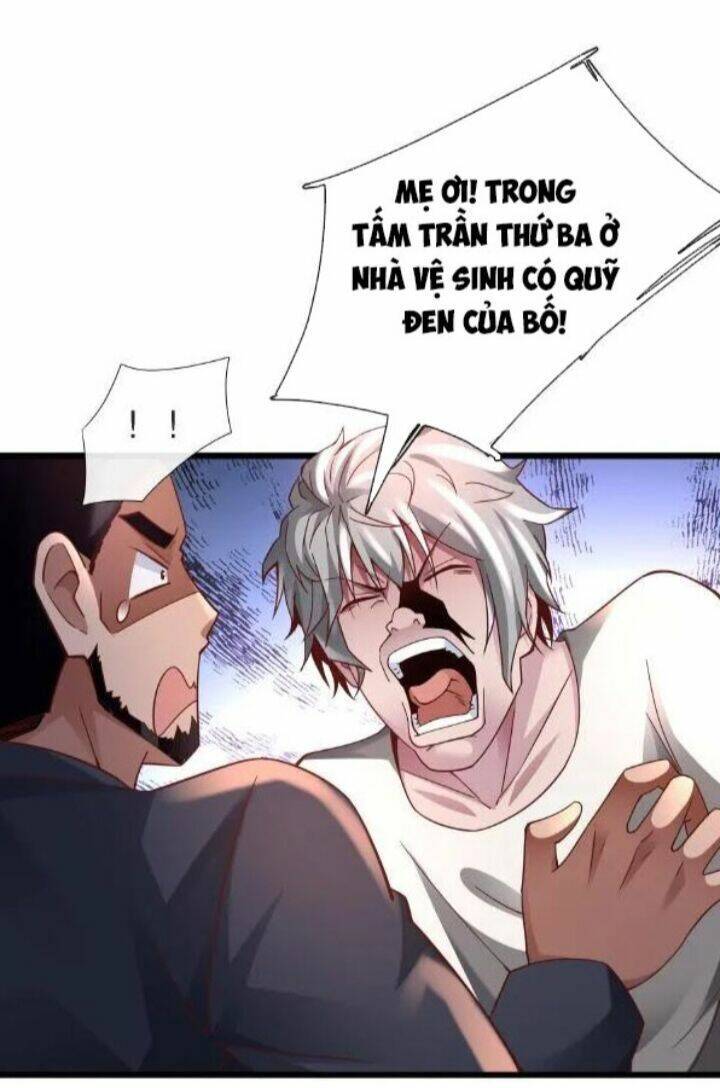 MẸ ƠI! TRONG
TẤM TRẦN THỨ BA Ở
NHÀ VỆ SINH CÓ QUỸ
ĐEN CỦA BỐ!
! !